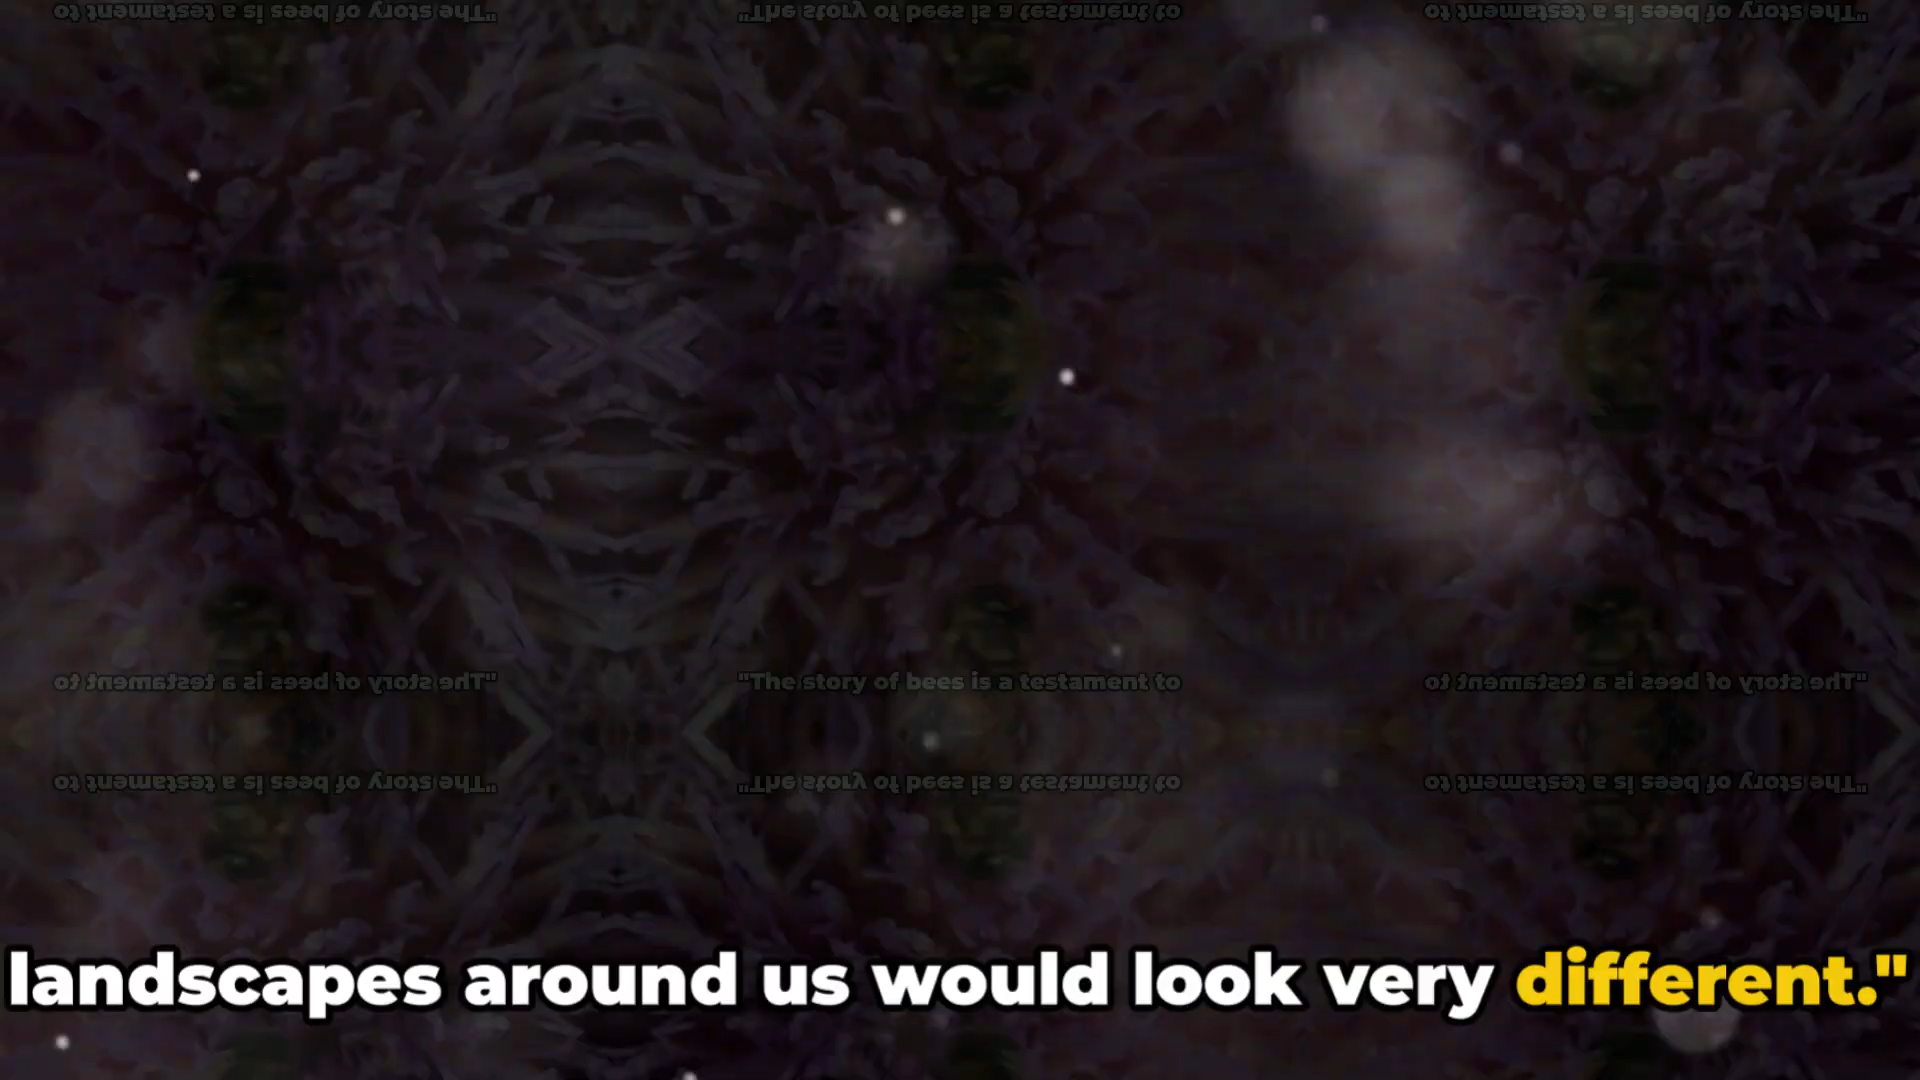 "The story of bees is a testament to
"The story of bees is a testament to
"The story of bees is a testament to
"The story of bees is a testament to
"The story of bees is a testament to
"The story of bees is a testament to
"The story of bees is a testament to
"The story of bees is a testament to
"The story of bees is a testament to
landscapes around us would look very different."